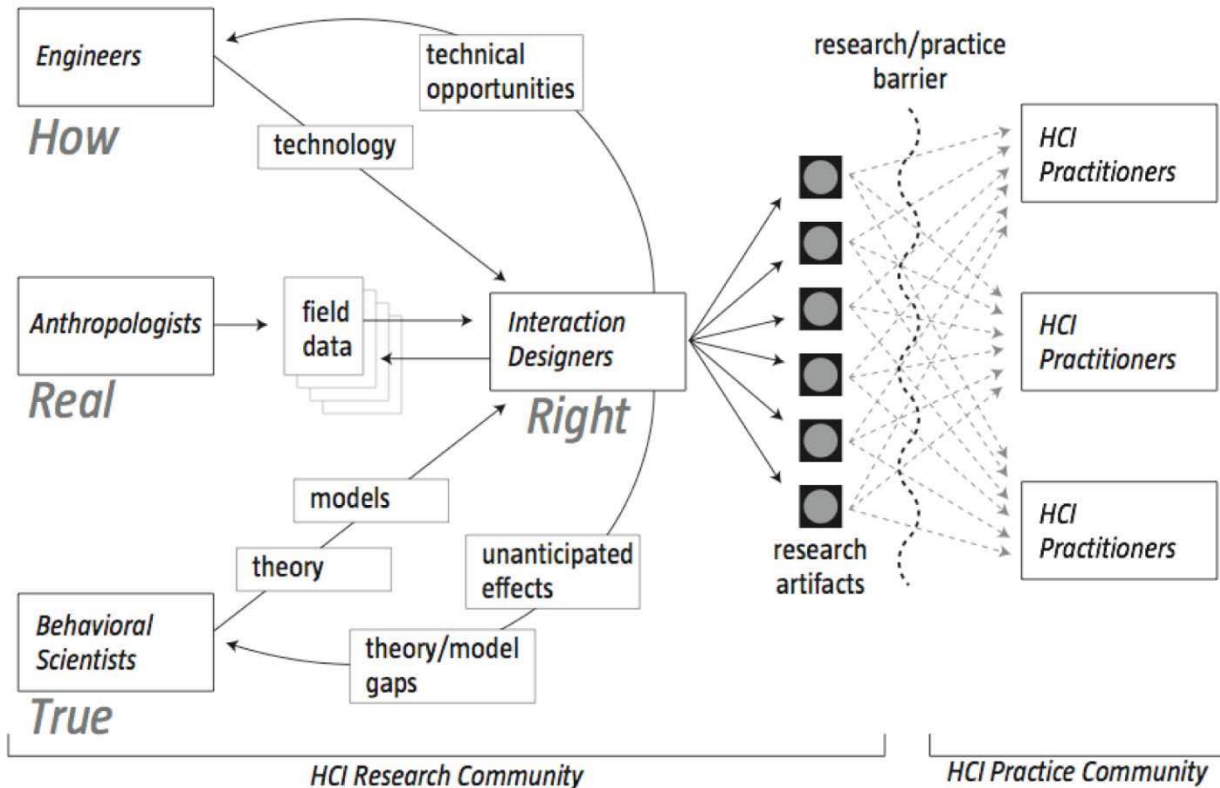 Engineers
How
technical
opportunities
technology
Anthropologists
Real
field
data
Interaction
Designers
Right
models
theory
unanticipated
effects
theory/model
gaps
Behavioral
Scientists
True
research/practice
barrier
research
artifacts
HCI
Practitioners
HCI
Practitioners
HCI
Practitioners
HCI Research Community
HCI Practice Community